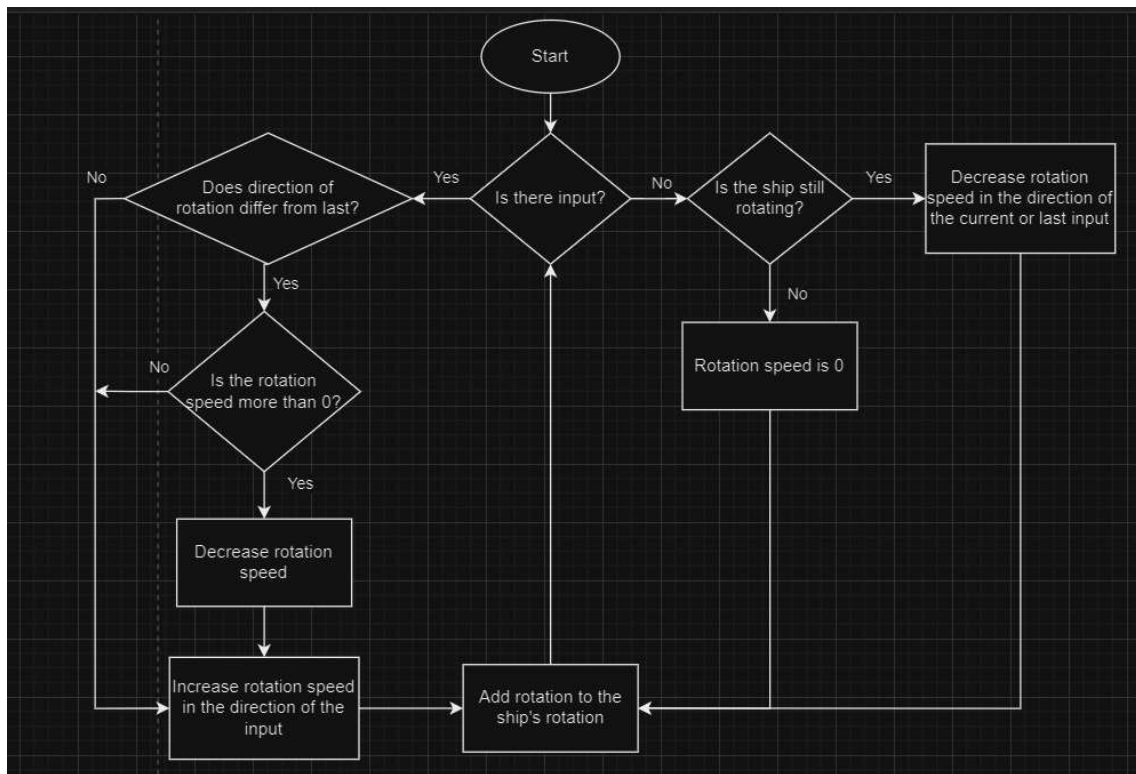 Start
Is there input?
Yes
No
Does direction of
rotation differ from last?
No
Yes
Is the rotation
speed more than 0?
No
Yes
Decrease rotation
speed
Increase rotation speed
in the direction of the
input
Is the ship still
rotating?
Yes
No
Decrease rotation
speed in the direction of
the current or last input
Rotation speed is 0
Add rotation to the
ship's rotation